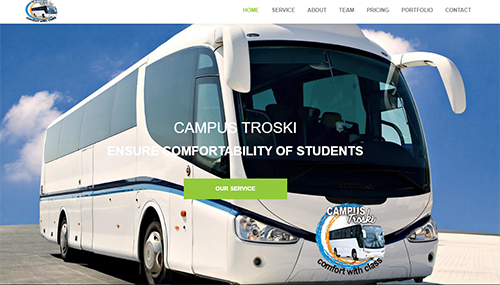 HOME SERVICE ABOUT TEAM PRICING PORTFOLIO CONTACT
CAMPUS TROSKI
ENSURE COMFORTABILITY OF STUDENTS
OUR SERVICE
CAMPUS
Troski
comfort with class